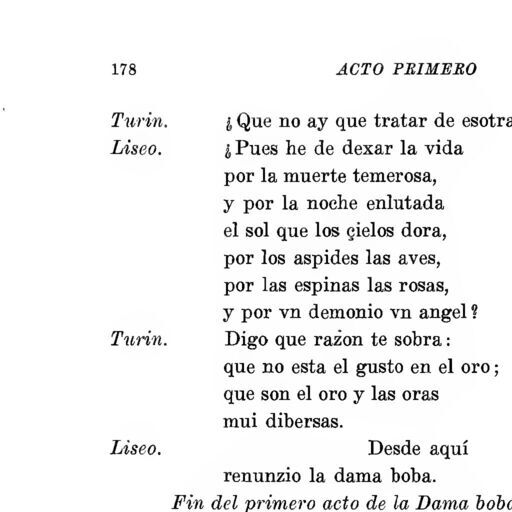 178 ACTO PRIMERO
Turin. ¿Que no ay que tratar de esotra
Liseo. ¿Pues he de dexar la vida
por la muerte temerosa,
y por la noche enlutada
el sol que los çielos dora,
por los aspides las aves,
por las espinas las rosas,
y por vn demonio vn angel?
Turin. Digo que razon te sobra:
que no esta el gusto en el oro;
que son el oro y las oras
mui dibersas.
Liseo. Desde aquí
renunzio la dama boba.
Fin del primero acto de la Dama boba